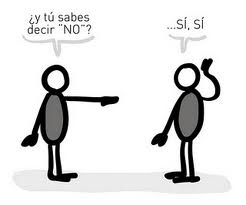 ¿y tú sabes
decir "NO"?
...SÍ, SÍ